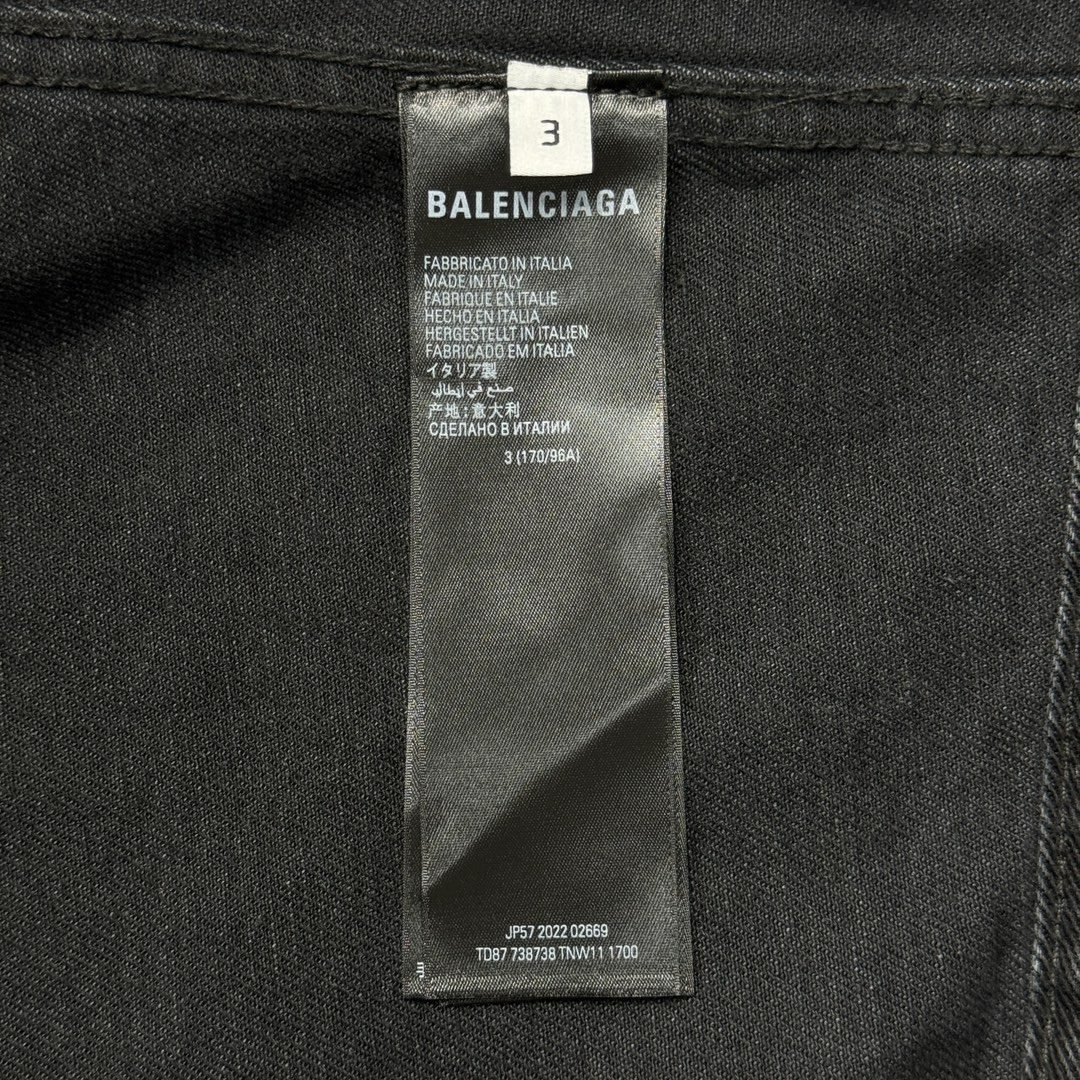 3
BALENCIAGA
FABBRICATO IN ITALIA
MADE IN ITALY
FABRIQUE EN ITALIE
HECHO EN ITALIA
HERGESTELLT IN ITALIEN
FABRICADO EM ITALIA
イタリア製
صنع في إيطاليا
产地：意大利
СДЕЛАНО В ИТАЛИИ
3 (170/96A)
JP57 2022 02669
TD87 738738 TNW11 1700